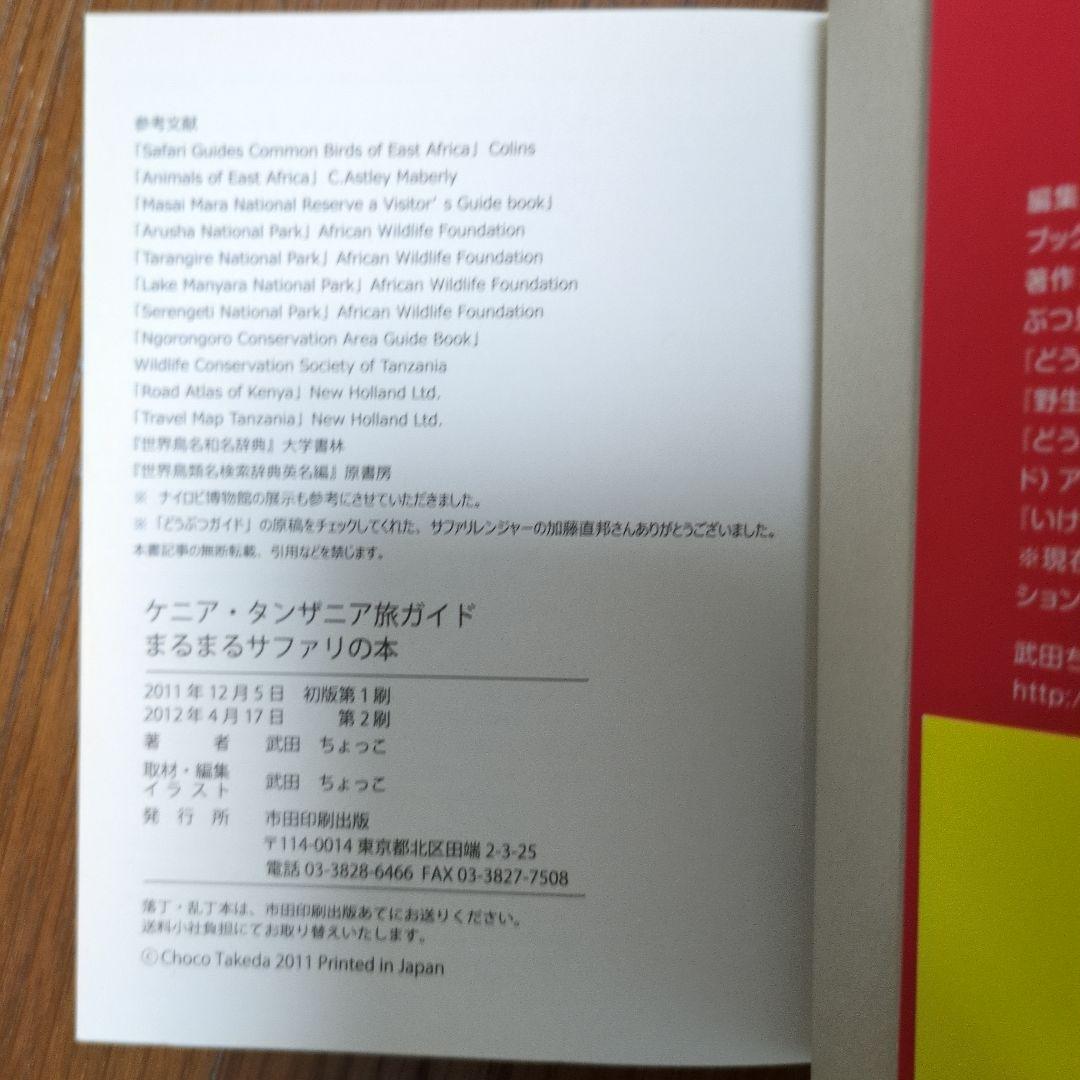 参考文献
「Safari Guides Common Birds of East Africa」 Colins
「Animals of East Africa」 C.Astley Maberly
「Masai Mara National Reserve a Visitor’s Guide book」
「Arusha National Park」 African Wildlife Foundation
「Tarangire National Park」 African Wildlife Foundation
「Lake Manyara National Park」 African Wildlife Foundation
「Serengeti National Park」 African Wildlife Foundation
「Ngorongoro Conservation Area Guide Book」
Wildlife Conservation Society of Tanzania
「Road Atlas of Kenya」 New Holland Ltd.
「Travel Map Tanzania」 New Holland Ltd.
『世界鳥名和名辞典』 大学書林
『世界鳥類名検索辞典英名編』 原書房
※ ナイロビ博物館の展示も参考にさせていただきました。
※「どうぶつガイド」の原稿をチェックしてくれた、サファリレンジャーの加藤直邦さんありがとうございました。
本書記事の無断転載、引用などを禁じます。
ケニア・タンザニア旅ガイド
まるまるサファリの本
2011年12月5日 初版第1刷
2012年4月17日 第2刷
著者 武田 ちょっこ
取材・編集
イラスト 武田 ちょっこ
発行所 市田印刷出版
〒114-0014 東京都北区田端 2-3-25
電話 03-3828-6466 FAX 03-3827-7508
落丁・乱丁本は、市田印刷出版あてにお送りください。
送料小社負担にてお取り替えいたします。
©Choco Takeda 2011 Printed in Japan
編集
ブック
著作
ぶつ
『どう
『野生
『どう
ド）ア
『いけ
※現在
ション
武田ち
http:/